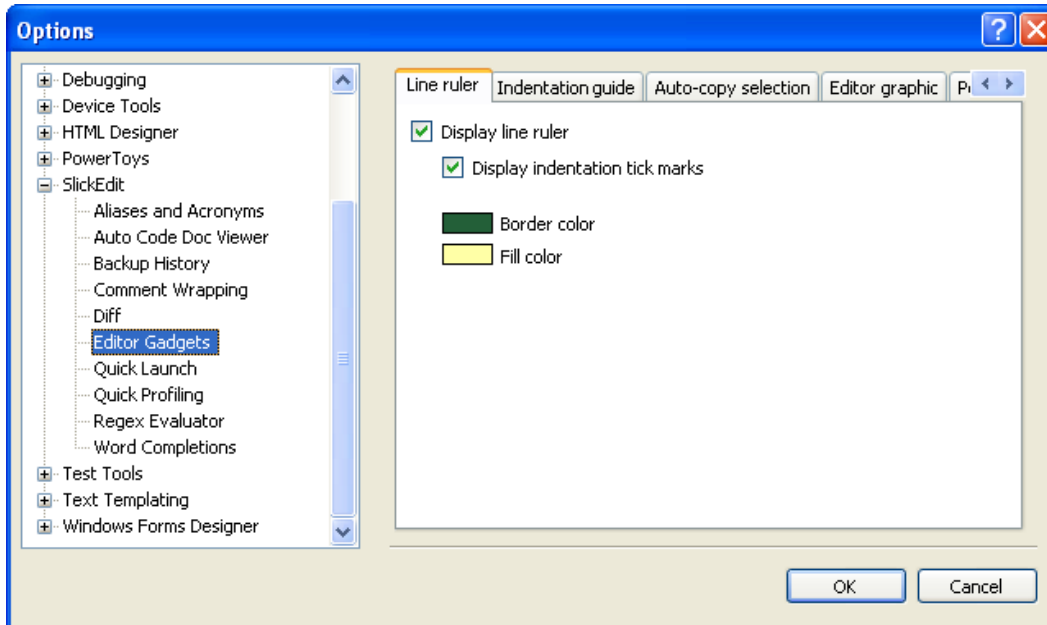 Options
Debugging
Device Tools
HTML Designer
PowerToys
SlickEdit
Aliases and Acronyms
Auto Code Doc Viewer
Backup History
Comment Wrapping
Diff
Editor Gadgets
Quick Launch
Quick Profiling
Regex Evaluator
Word Completions
Test Tools
Text Templating
Windows Forms Designer
Line ruler Indentation guide Auto-copy selection Editor graphic
Display line ruler
Display indentation tick marks
Border color
Fill color
OK Cancel